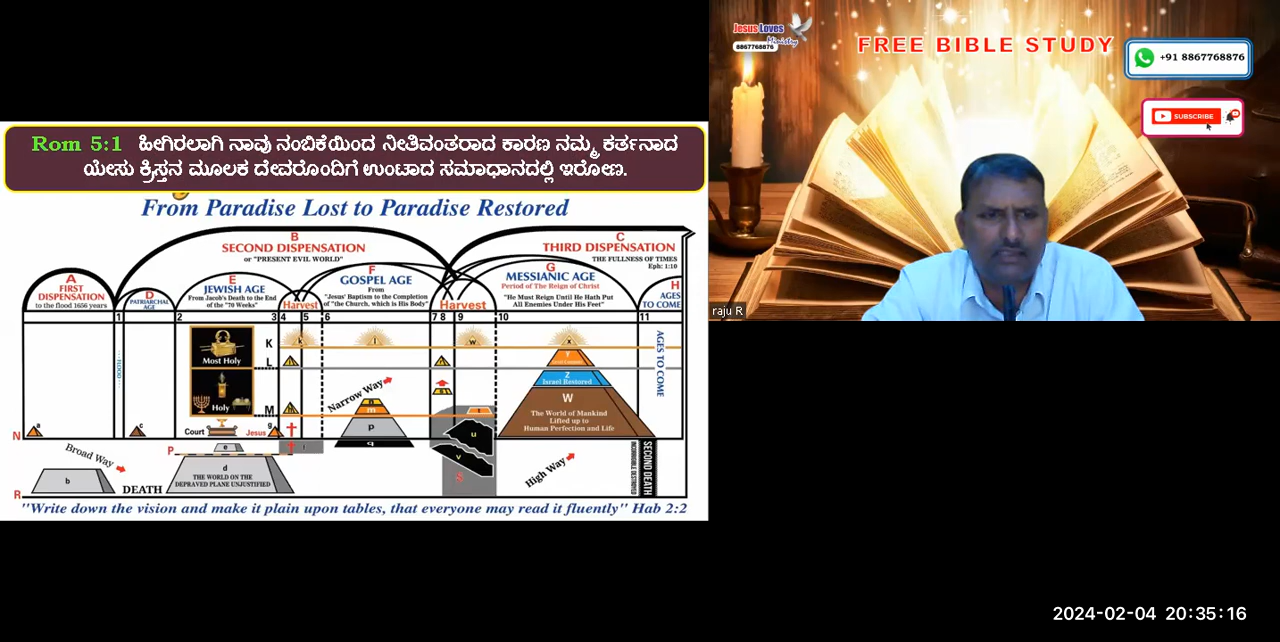 Rom 5:1 ಹೀಗಿರಲಾಗಿ ನಾವು ನಂಬಿಕೆಯಿಂದ ನೀತಿವಂತರಾದ ಕಾರಣ ನಮ್ಮ ಕರ್ತನಾದ
ಯೇಸು ಕ್ರಿಸ್ತನ ಮೂಲಕ ದೇವರೊಂದಿಗೆ ಉಂಟಾದ ಸಮಾಧಾನದಲ್ಲಿ ಇರೋಣ.
From Paradise Lost to Paradise Restored
A
FIRST
DISPENSATION
to the flood 1656 years
B
SECOND DISPENSATION
or "PRESENT EVIL WORLD"
C
THIRD DISPENSATION
THE FULLNESS OF TIMES
Eph: 1:10
D
PATRIARCHAL
AGE
E
JEWISH AGE
From Jacob's Death to the End
of the "70 Weeks"
Harvest
F
GOSPEL AGE
From
"Jesus' Baptism to the Completion
of "the Church, which is His Body"
Harvest
G
MESSIANIC AGE
Period of The Reign of Christ
"He Must Reign Until He Hath Put
All Enemies Under His Feet"
H
AGES
TO COME
1 2 3 4 5 6 7 8 9 10 11
FLOOD
K
L
M
N
P
R
Most Holy
Holy
Court
Jesus
g
a
c
b
Broad Way
DEATH
e
d
THE WORLD ON THE
DEPRAVED PLANE UNJUSTIFIED
k
i
Narrow Way
n
m
p
q
w
t
u
v
x
Z
Israel Restored
W
The World of Mankind
Lifted up to
Human Perfection and Life
High Way
AGES TO COME
SECOND DEATH
"Write down the vision and make it plain upon tables, that everyone may read it fluently" Hab 2:2
Jesus Loves
Ministry
8867768876
FREE BIBLE STUDY
+91 8867768876
SUBSCRIBE
raju R
2024-02-04 20:35:16